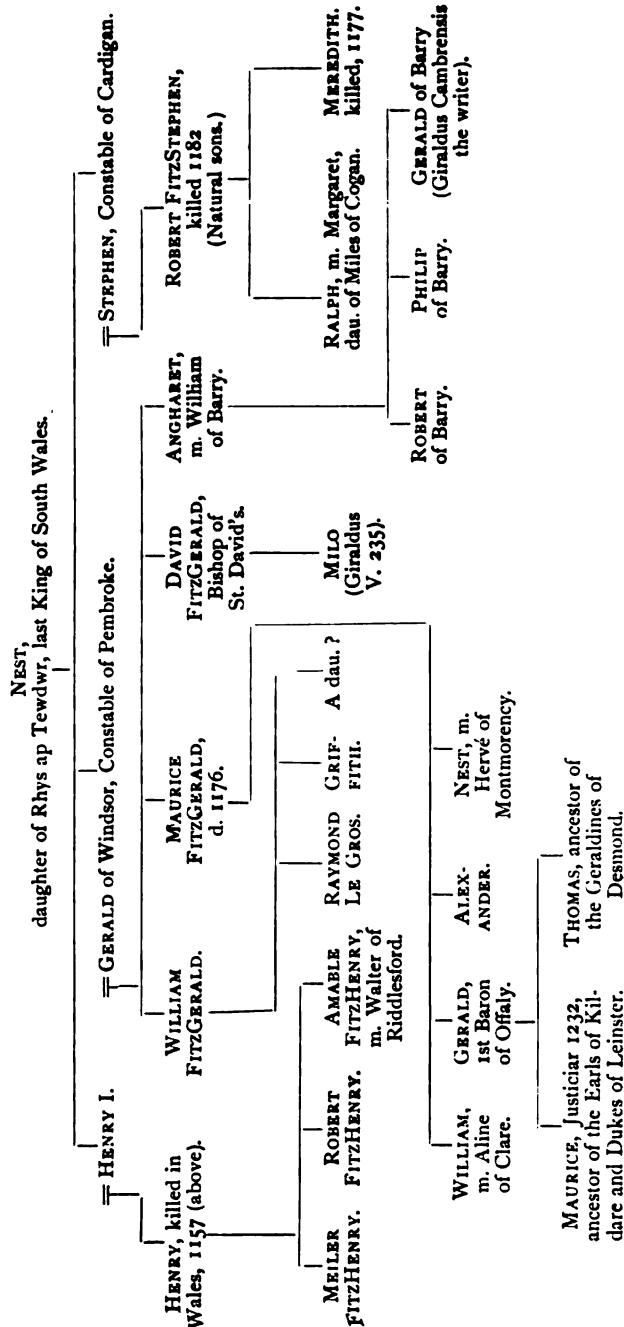 NEST,
daughter of Rhys ap Tewdwr, last King of South Wales.
= HENRY I.
= GERALD of Windsor, Constable of Pembroke.
= STEPHEN, Constable of Cardigan.
HENRY, killed in
Wales, 1157 (above).
WILLIAM
FITZGERALD.
MAURICE
FITZGERALD,
d. 1176.
DAVID
FITZGERALD,
Bishop of
St. David's.
ANGHARET,
m. William
of Barry.
ROBERT FITZSTEPHEN,
killed 1182
(Natural sons.)
MEILER
FITZHENRY.
ROBERT
FITZHENRY.
AMABLE
FITZHENRY,
m. Walter of
Riddlesford.
RAYMOND
LE GROS.
GRIF-
FITH.
A dau. ?
MILO
(Giraldus
V. 235).
RALPH, m. Margaret,
dau. of Miles of Cogan.
MEREDITH.
killed, 1177.
WILLIAM,
m. Aline
of Clare.
GERALD,
1st Baron
of Offaly.
ALEX-
ANDER.
NEST, m.
Hervé of
Montmorency.
ROBERT
of Barry.
PHILIP
of Barry.
GERALD of Barry
(Giraldus Cambrensis
the writer).
MAURICE, Justiciar 1232,
ancestor of the Earls of Kil-
dare and Dukes of Leinster.
THOMAS, ancestor of
the Geraldines of
Desmond.